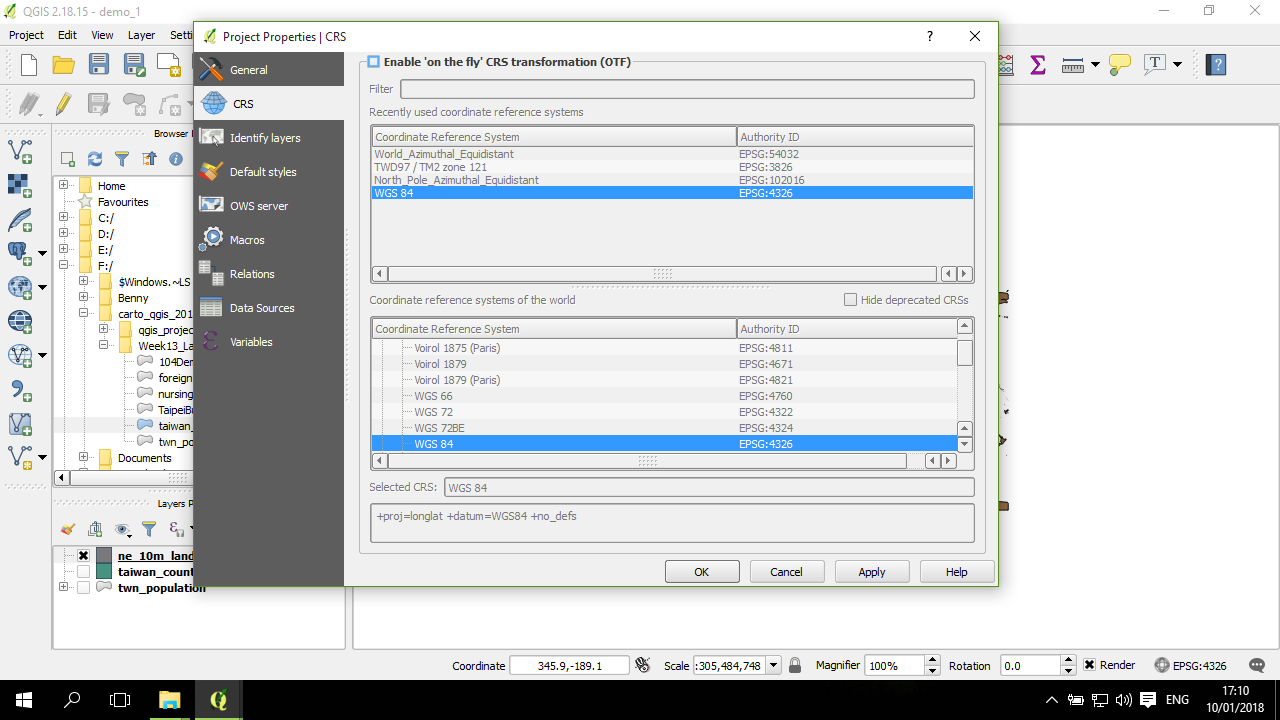 QGIS 2.18.15 - demo_1
Project Edit View Layer
Project Properties | CRS
?
General
CRS
Identify layers
Default styles
OWS server
Macros
Relations
Data Sources
Variables
Enable 'on the fly' CRS transformation (OTF)
Filter
Recently used coordinate reference systems
Coordinate Reference System Authority ID
World_Azimuthal_Equidistant EPSG:54032
TWD97 / TM2 zone 121 EPSG:3826
North_Pole_Azimuthal_Equidistant EPSG:102016
WGS 84 EPSG:4326
Coordinate reference systems of the world
Hide deprecated CRSs
Coordinate Reference System Authority ID
Voirol 1875 (Paris) EPSG:4811
Voirol 1879 EPSG:4671
Voirol 1879 (Paris) EPSG:4821
WGS 66 EPSG:4760
WGS 72 EPSG:4322
WGS 72BE EPSG:4324
WGS 84 EPSG:4326
Selected CRS: WGS 84
+proj=longlat +datum=WGS84 +no_defs
OK Cancel Apply Help
Browser
Home
Favourites
C:/
D:/
E:/
F:/
$Windows.~LS
Benny
carto_qgis_201
qgis_projec
Week13_La
104Den
foreign
nursing
TaipeiBu
taiwan_
twn_po
Documents
Layers P
ne_10m_land
taiwan_count
twn_population
Coordinate 345.9,-189.1
Scale :305,484,748
Magnifier 100%
Rotation 0.0
Render
EPSG:4326
ENG
17:10
10/01/2018